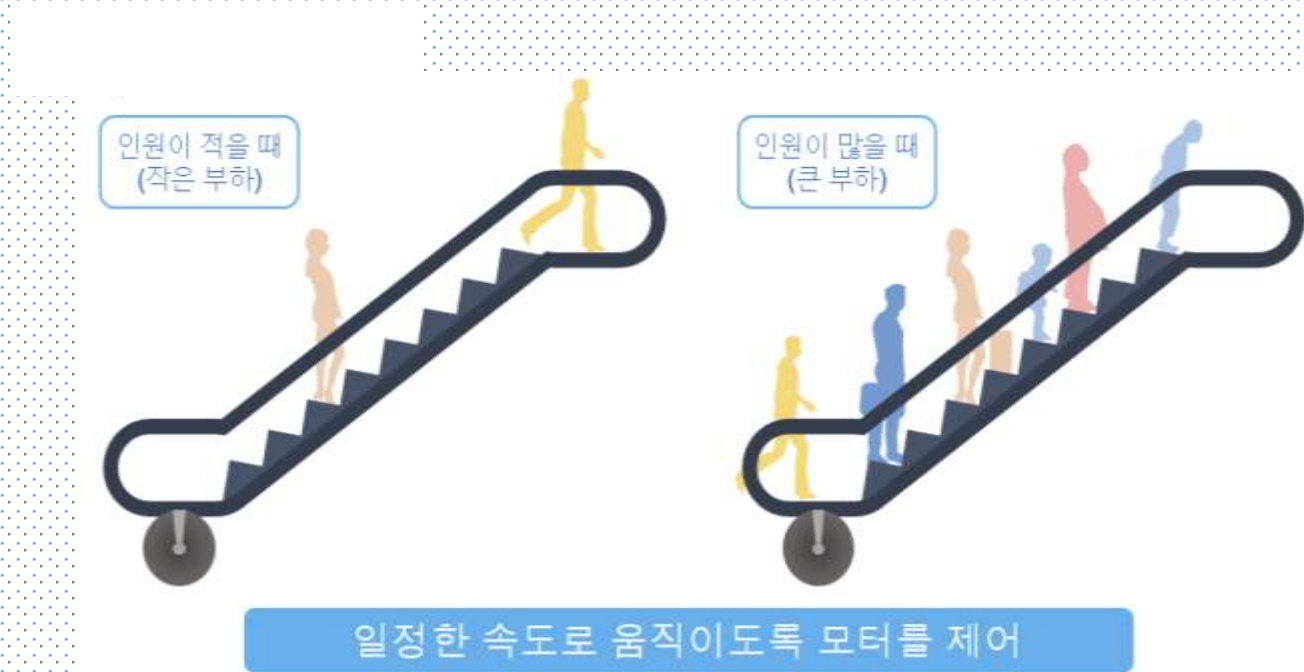 인원이 적을 때
(작은 부하)
인원이 많을 때
(큰 부하)
일정한 속도로 움직이도록 모터를 제어